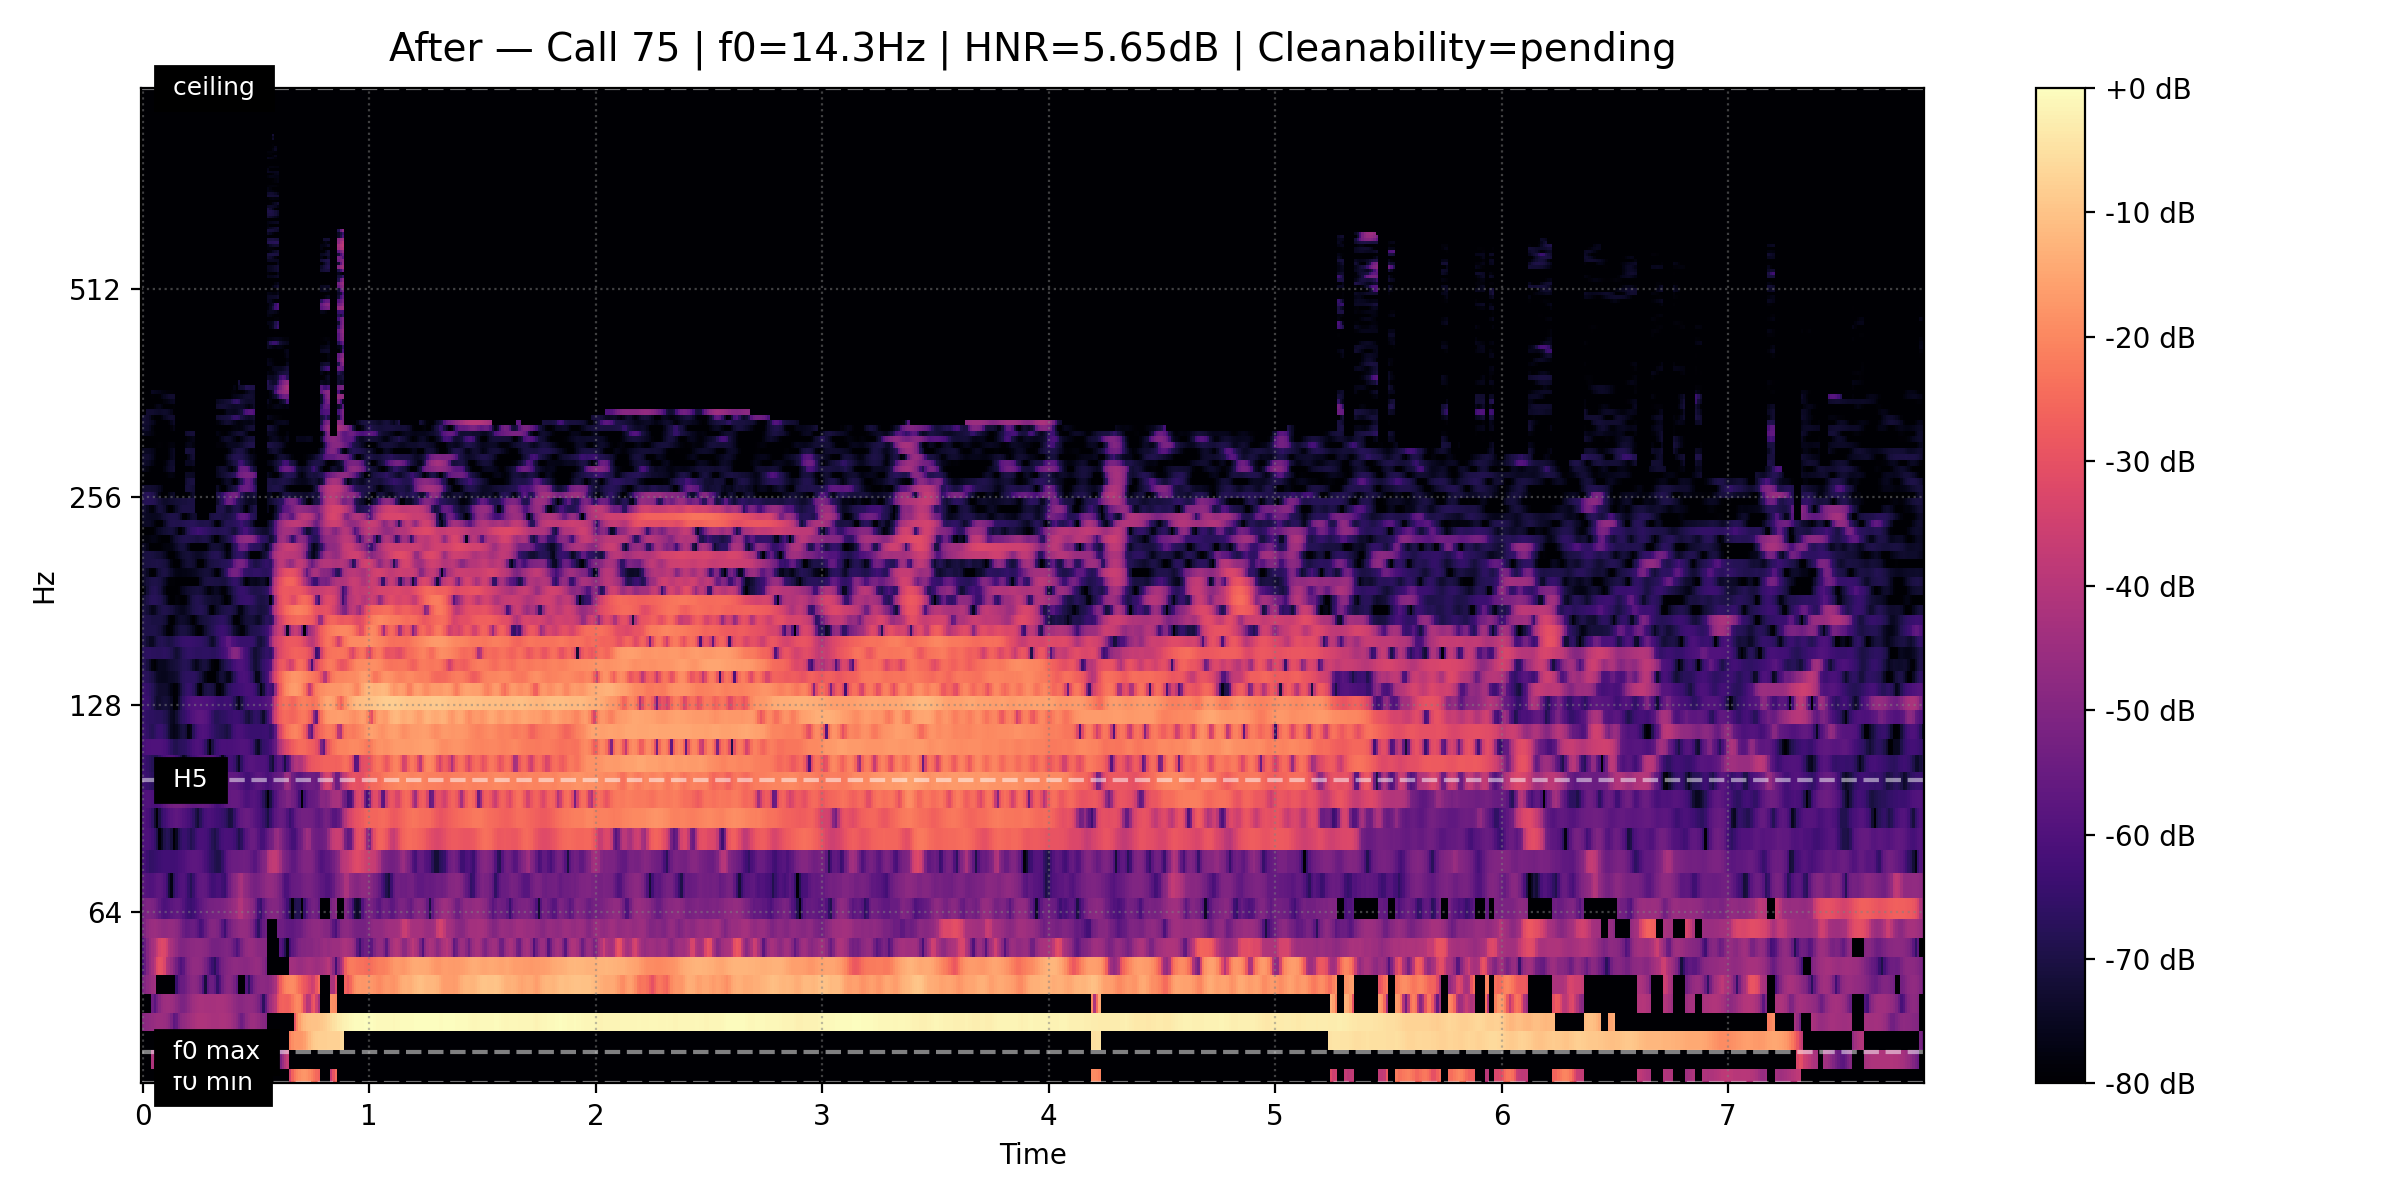 After — Call 75 | f0=14.3Hz | HNR=5.65dB | Cleanability=pending
ceiling
+0 dB
-10 dB
512
-20 dB
-30 dB
256
-40 dB
Hz
128
-50 dB
H5
-60 dB
64
-70 dB
f0 max
f0 min
-80 dB
0 1 2 3 4 5 6 7
Time